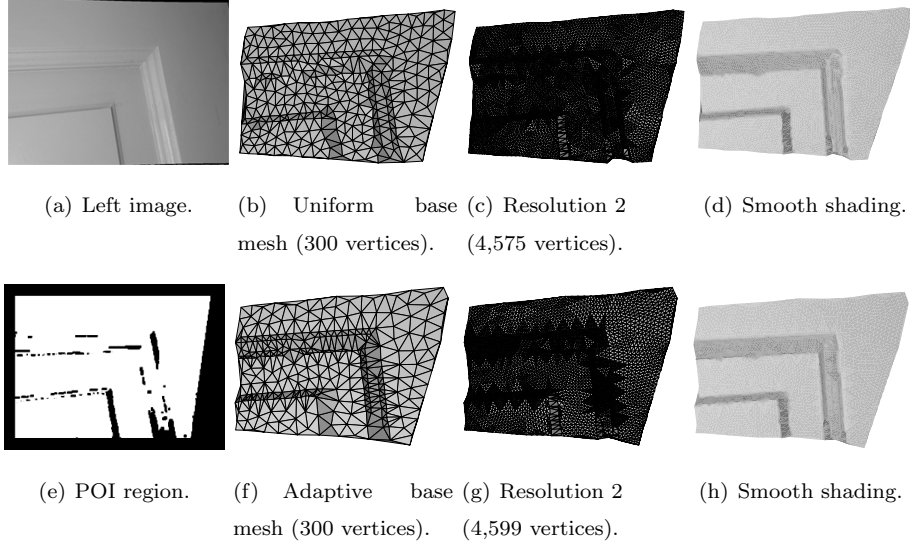 (a) Left image.
(b) Uniform base
mesh (300 vertices).
(c) Resolution 2
(4,575 vertices).
(d) Smooth shading.
(e) POI region.
(f) Adaptive base
mesh (300 vertices).
(g) Resolution 2
(4,599 vertices).
(h) Smooth shading.